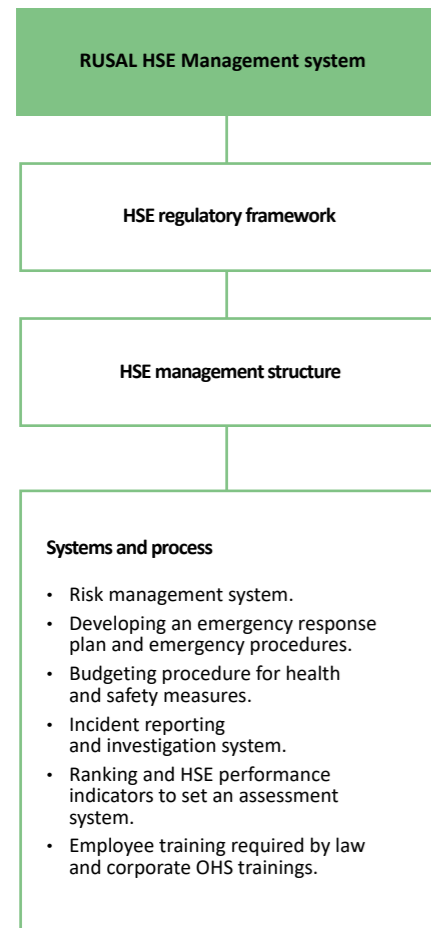 RUSAL HSE Management system
HSE regulatory framework
HSE management structure
Systems and process
• Risk management system.
• Developing an emergency response
plan and emergency procedures.
• Budgeting procedure for health
and safety measures.
• Incident reporting
and investigation system.
• Ranking and HSE performance
indicators to set an assessment
system.
• Employee training required by law
and corporate OHS trainings.